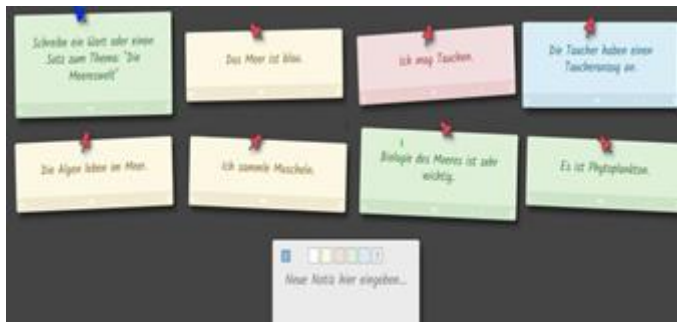 Schreibe ein Wort oder einen
Satz zum Thema: "Die
Meereswelt"
Das Meer ist blau.
Ich mag Tauchen.
Die Taucher haben einen
Taucheranzug an.
Die Algen leben im Meer.
Ich sammle Muscheln.
Biologie des Meeres ist sehr
wichtig.
Es ist Phytoplankton.
Neue Notiz hier eingeben...